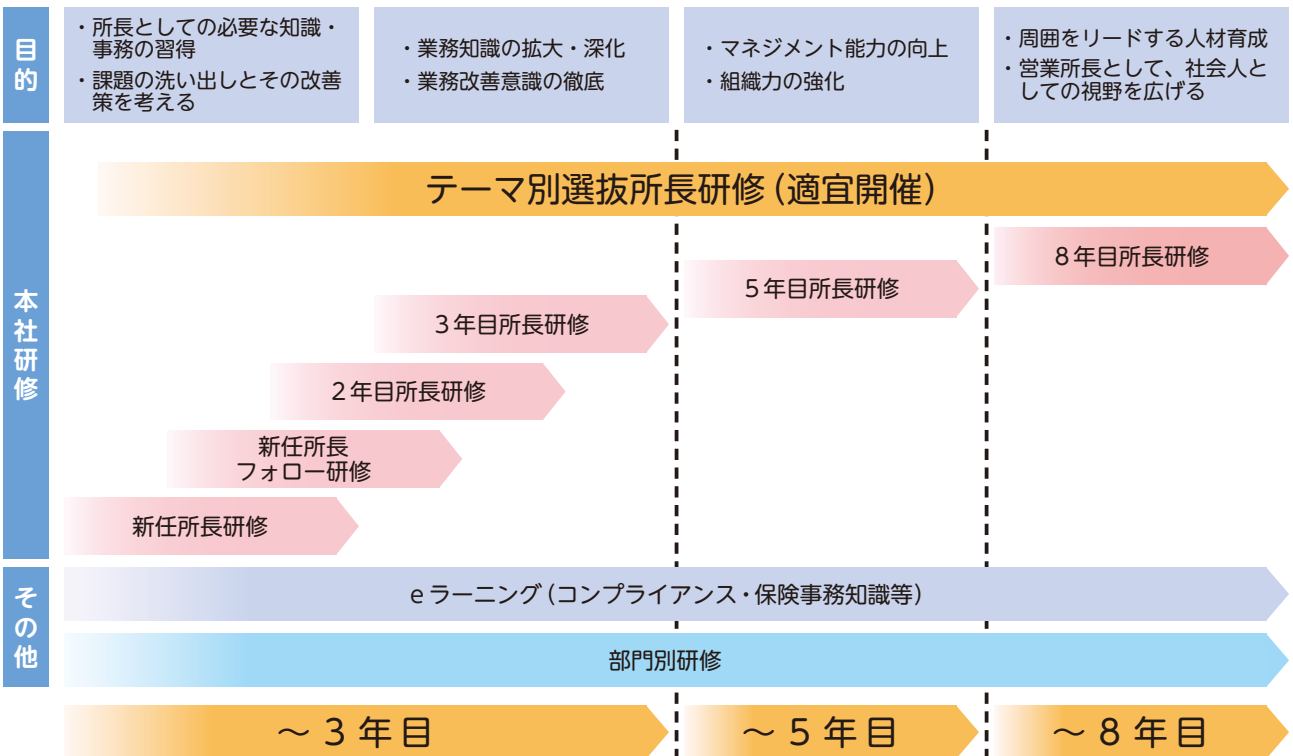 目的
・所長としての必要な知識・
事務の習得
・課題の洗い出しとその改善
策を考える
・業務知識の拡大・深化
・業務改善意識の徹底
・マネジメント能力の向上
・組織力の強化
・周囲をリードする人材育成
・営業所長として、社会人と
しての視野を広げる
本社研修
テーマ別選抜所長研修（適宜開催）
8年目所長研修
5年目所長研修
3年目所長研修
2年目所長研修
新任所長
フォロー研修
新任所長研修
その他
eラーニング（コンプライアンス・保険事務知識等）
部門別研修
～3年目
～5年目
～8年目